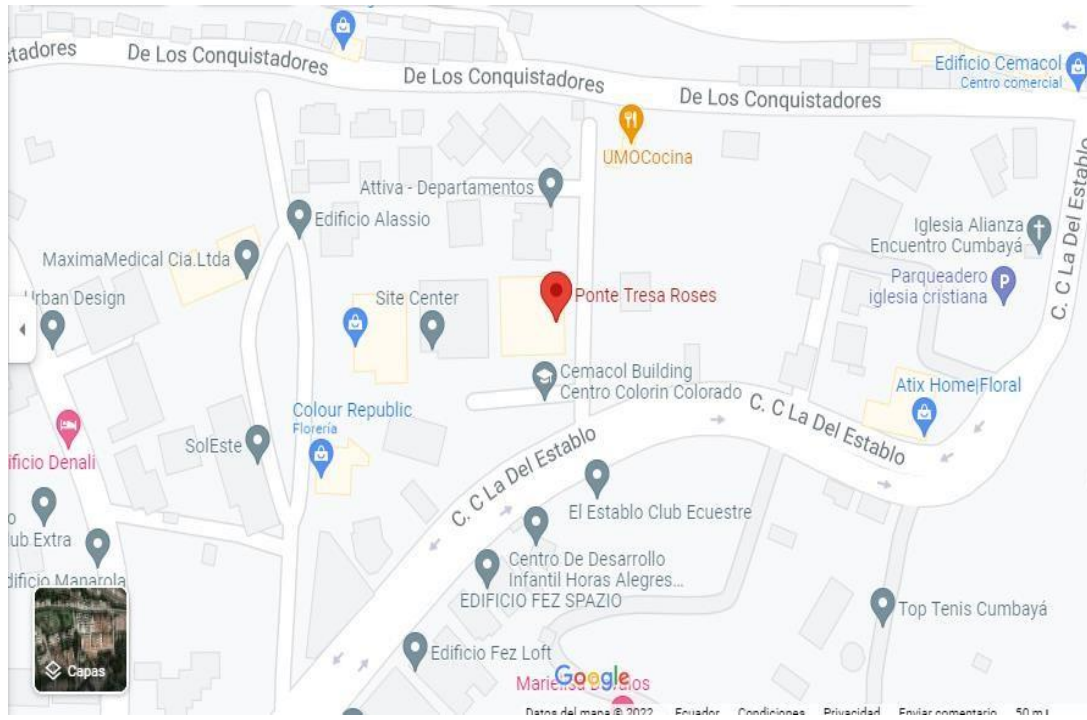 stadores
De Los Conquistadores
De Los Conquistadores
De Los Conquistadores
Edificio Cemacol
Centro comercial
UMOCocina
Attiva - Departamentos
Edificio Alassio
C. C La Del Establo
Iglesia Alianza
Encuentro Cumbayá
MaximaMedical Cia.Ltda
Parqueadero
iglesia cristiana
P
Urban Design
Site Center
Ponte Tresa Roses
Cemacol Building
Centro Colorin Colorado
Atix Home|Floral
Colour Republic
Florería
C. C La Del Establo
SolEste
ificio Denali
C. C La Del Establo
El Establo Club Ecuestre
o
ub Extra
Centro De Desarrollo
Infantil Horas Alegres...
EDIFICIO FEZ SPAZIO
dificio Manarola
Top Tenis Cumbayá
Capas
Edificio Fez Loft
Google
Datos del mapa © 2022 Ecuador Condiciones Privacidad Enviar comentario 50 m